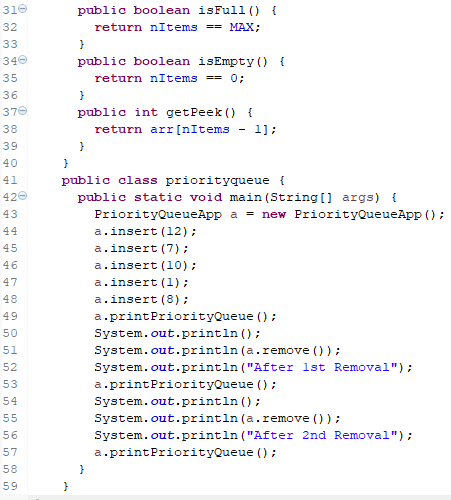 31 public boolean isFull() {
32 return nItems == MAX;
33 }
34 public boolean isEmpty() {
35 return nItems == 0;
36 }
37 public int getPeek() {
38 return arr[nItems - 1];
39 }
40 }
41 public class priorityqueue {
42 public static void main(String[] args) {
43 PriorityQueueApp a = new PriorityQueueApp();
44 a.insert(12);
45 a.insert(7);
46 a.insert(10);
47 a.insert(1);
48 a.insert(8);
49 a.printPriorityQueue();
50 System.out.println();
51 System.out.println(a.remove());
52 System.out.println("After 1st Removal");
53 a.printPriorityQueue();
54 System.out.println();
55 System.out.println(a.remove());
56 System.out.println("After 2nd Removal");
57 a.printPriorityQueue();
58 }
59 }